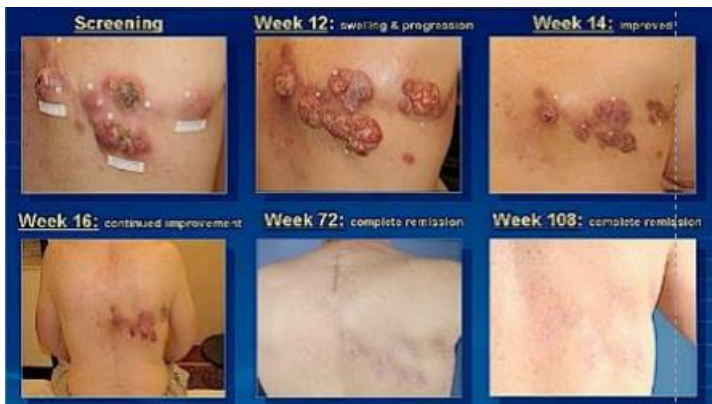 Screening
Week 12: swelling & progression
Week 14: improved
Week 16: continued improvement
Week 72: complete remission
Week 108: complete remission